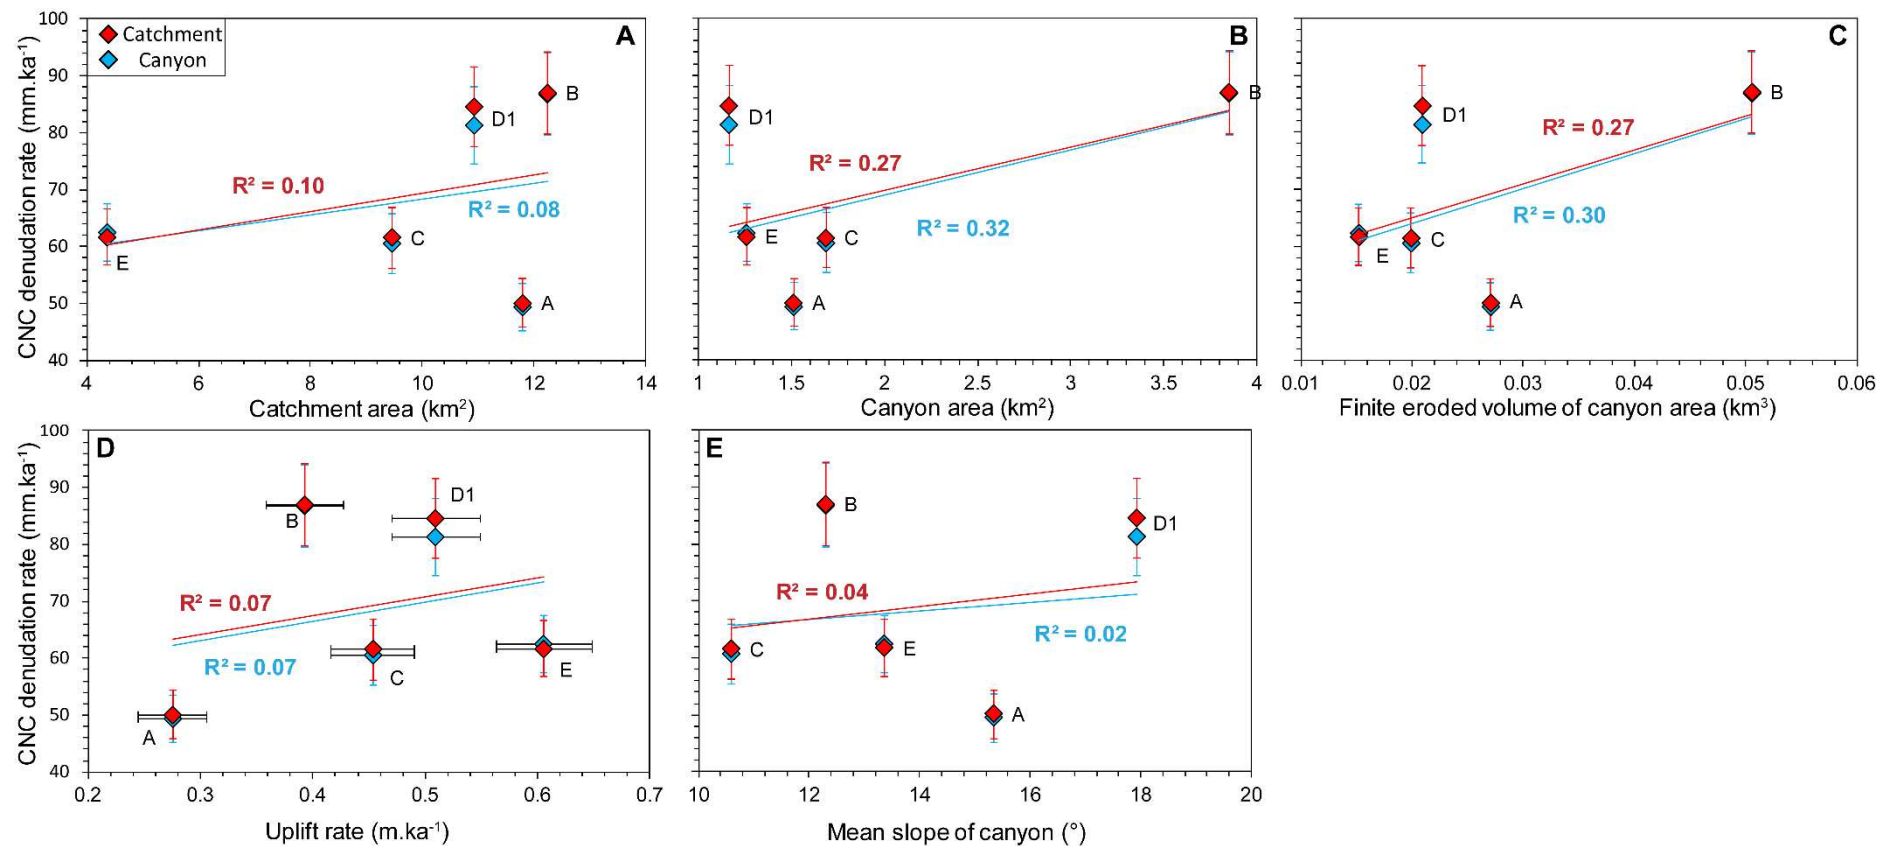 CNC denudation rate (mm.ka⁻¹)
100
90
80
70
60
50
40
Catchment
Canyon
A
B
D1
R² = 0.10
R² = 0.08
E
C
A
4 6 8 10 12 14
Catchment area (km²)
B
B
D1
R² = 0.27
R² = 0.32
E
C
A
1 1.5 2 2.5 3 3.5 4
Canyon area (km²)
C
B
D1
R² = 0.27
R² = 0.30
E
C
A
0.01 0.02 0.03 0.04 0.05 0.06
Finite eroded volume of canyon area (km³)
CNC denudation rate (mm.ka⁻¹)
100
90
80
70
60
50
40
D
D1
B
R² = 0.07
R² = 0.07
C
E
A
0.2 0.3 0.4 0.5 0.6 0.7
Uplift rate (m.ka⁻¹)
E
B
D1
R² = 0.04
R² = 0.02
C
E
A
10 12 14 16 18 20
Mean slope of canyon (°)